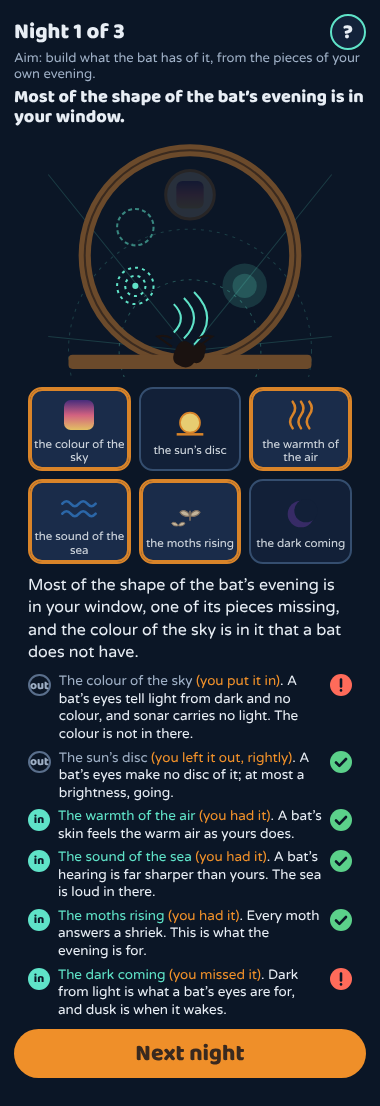 Night 1 of 3
?
Aim: build what the bat has of it, from the pieces of your
own evening.
Most of the shape of the bat's evening is in
your window.
the colour of the
sky
the sun's disc
the warmth of
the air
the sound of the
sea
the moths rising
the dark coming
Most of the shape of the bat's evening is
in your window, one of its pieces missing,
and the colour of the sky is in it that a bat
does not have.
out The colour of the sky (you put it in). A
bat's eyes tell light from dark and no
colour, and sonar carries no light. The
colour is not in there.
out The sun's disc (you left it out, rightly). A
bat's eyes make no disc of it; at most a
brightness, going.
in The warmth of the air (you had it). A bat's
skin feels the warm air as yours does.
in The sound of the sea (you had it). A bat's
hearing is far sharper than yours. The sea
is loud in there.
in The moths rising (you had it). Every moth
answers a shriek. This is what the
evening is for.
in The dark coming (you missed it). Dark
from light is what a bat's eyes are for,
and dusk is when it wakes.
Next night